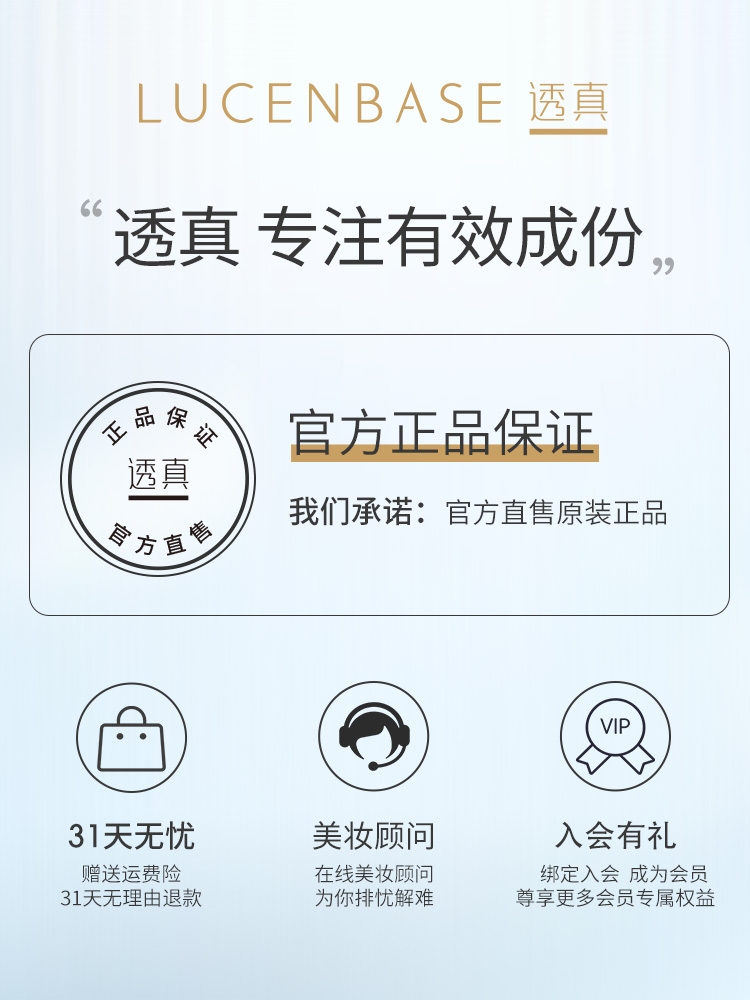 LUCENBASE 透真
“透真 专注有效成份”
正品保证
透真
官方直售
官方正品保证
我们承诺：官方直售原装正品
VIP
31天无忧
赠送运费险
31天无理由退款
美妆顾问
在线美妆顾问
为你排忧解难
入会有礼
绑定入会 成为会员
尊享更多会员专属权益